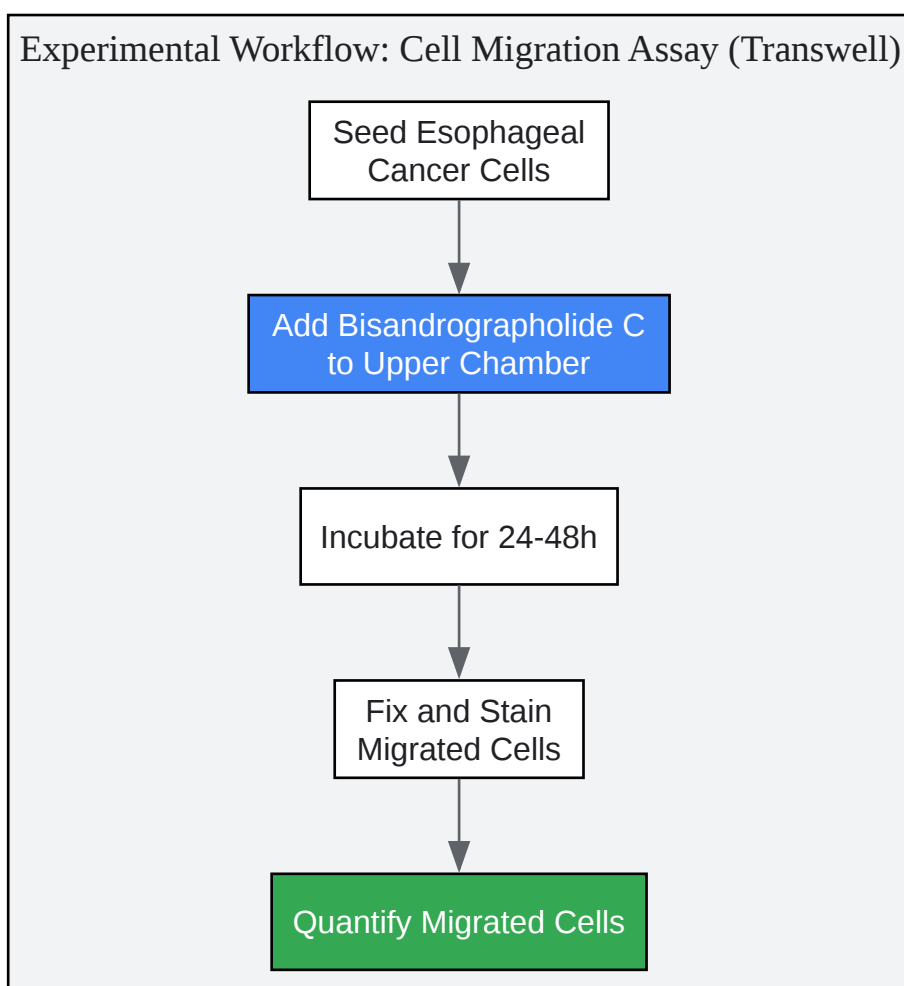 Experimental Workflow: Cell Migration Assay (Transwell)
Seed Esophageal
Cancer Cells
Add Bisandrographolide C
to Upper Chamber
Incubate for 24-48h
Fix and Stain
Migrated Cells
Quantify Migrated Cells